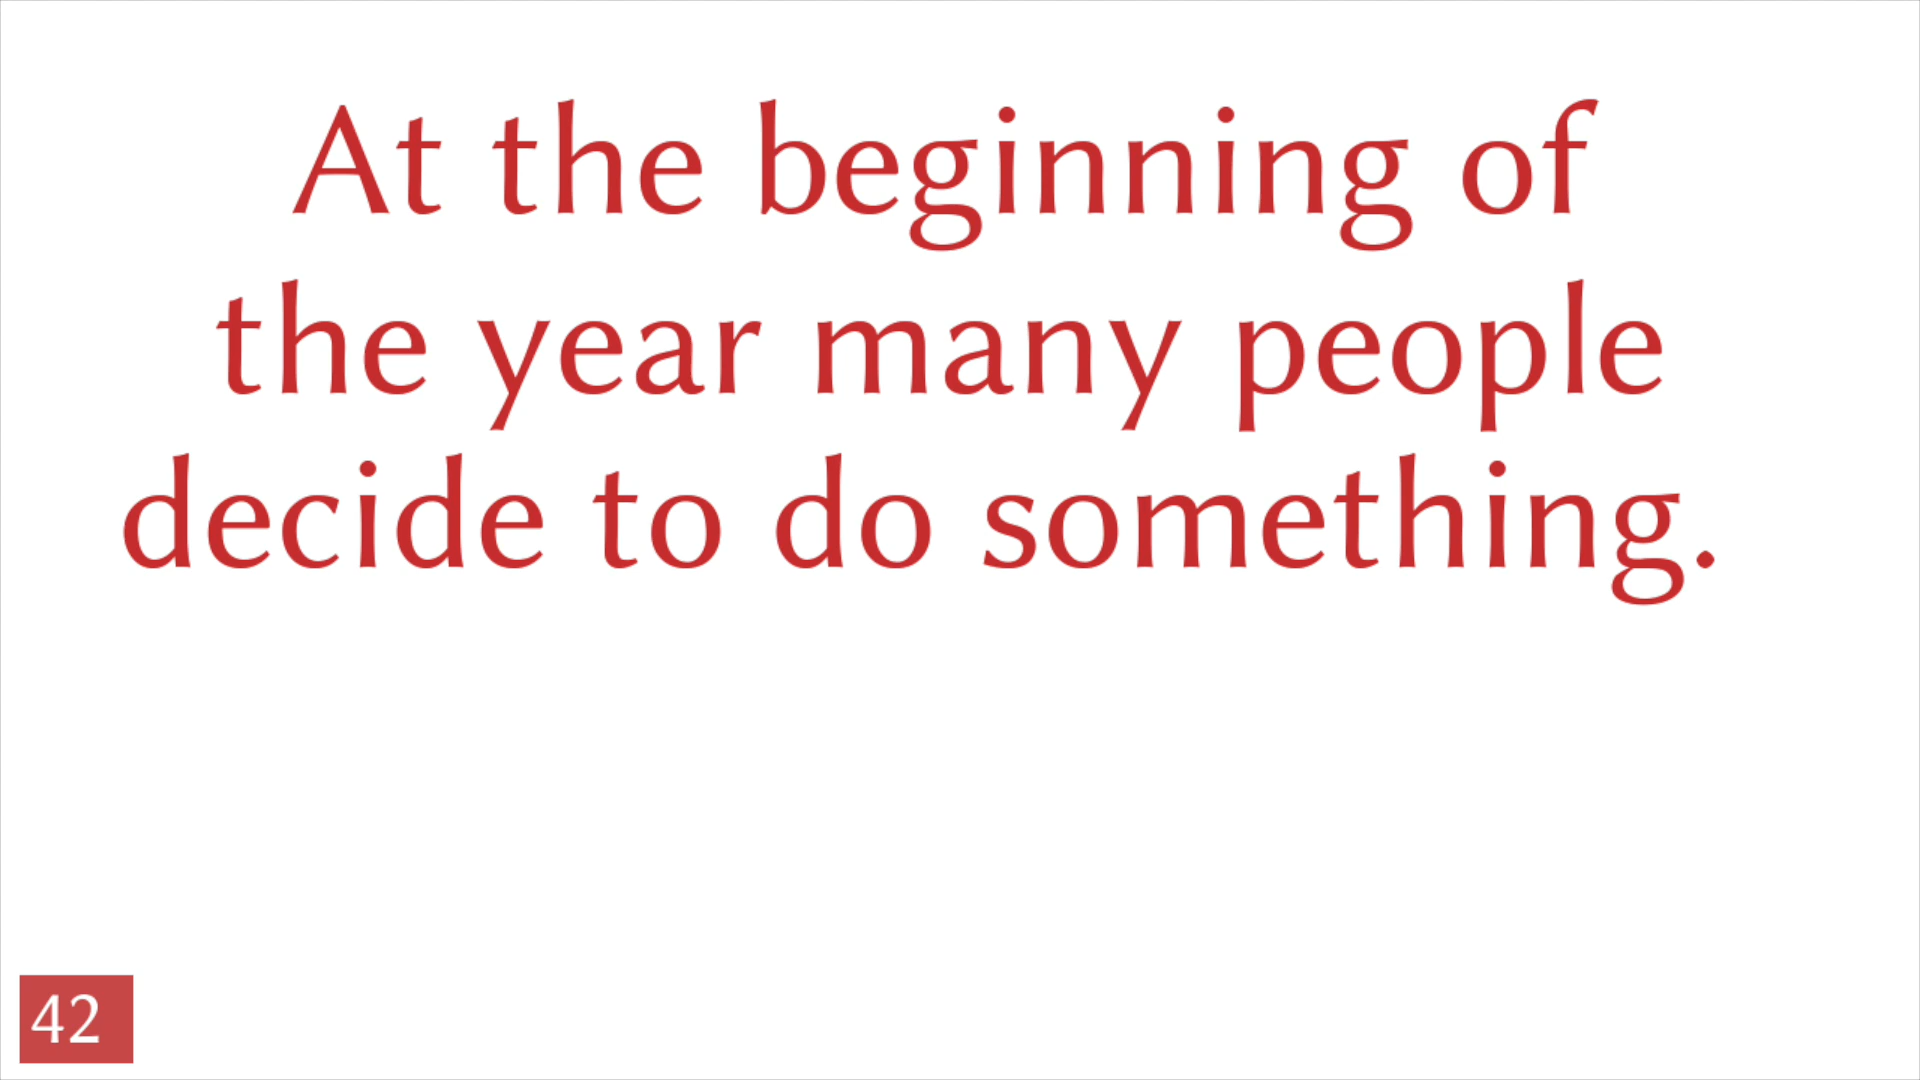 At the beginning of
the year many people
decide to do something.
42